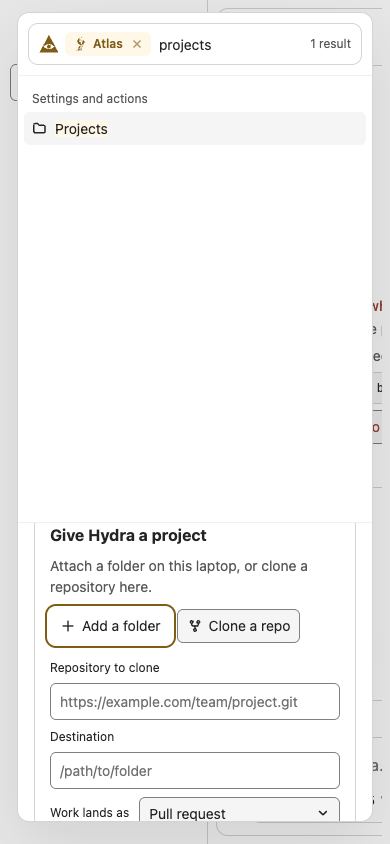 Atlas
projects
1 result
Settings and actions
Projects
Give Hydra a project
Attach a folder on this laptop, or clone a
repository here.
Add a folder
Clone a repo
Repository to clone
https://example.com/team/project.git
Destination
/path/to/folder
Work lands as
Pull request